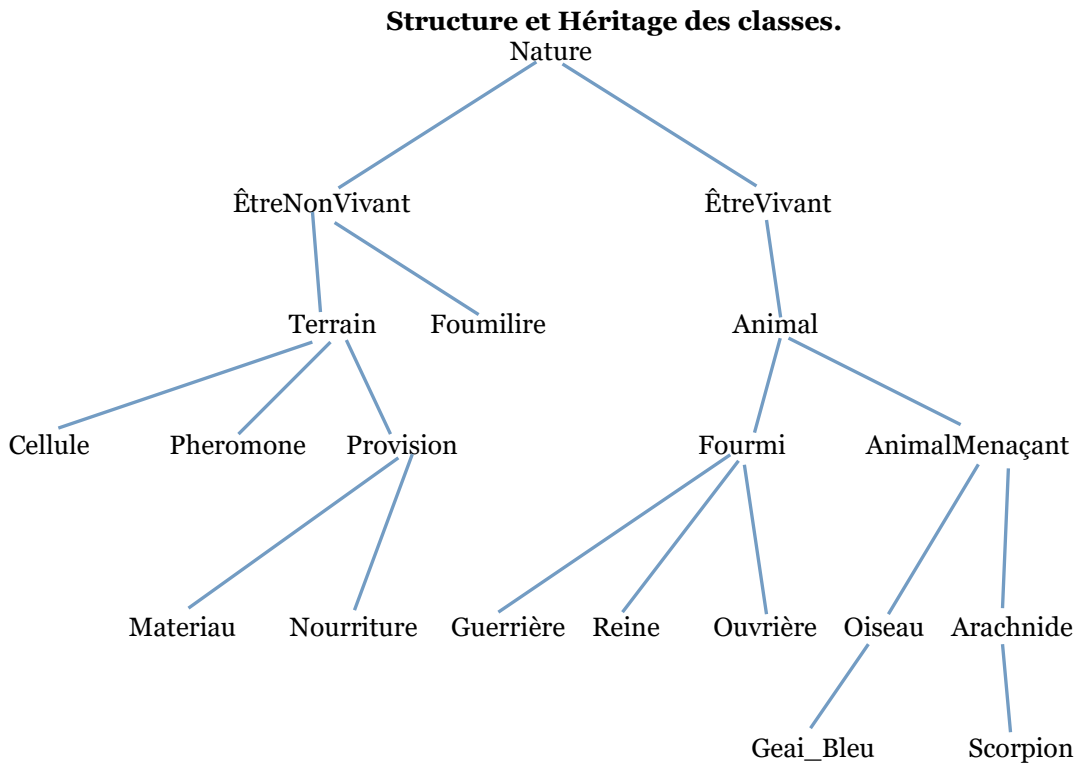 Structure et Héritage des classes.
Nature
ÊtreNonVivant ÊtreVivant
Terrain Foumilire Animal
Cellule Pheromone Provision Fourmi AnimalMenaçant
Materiau Nourriture Guerrière Reine Ouvrière Oiseau Arachnide
Geai_Bleu Scorpion